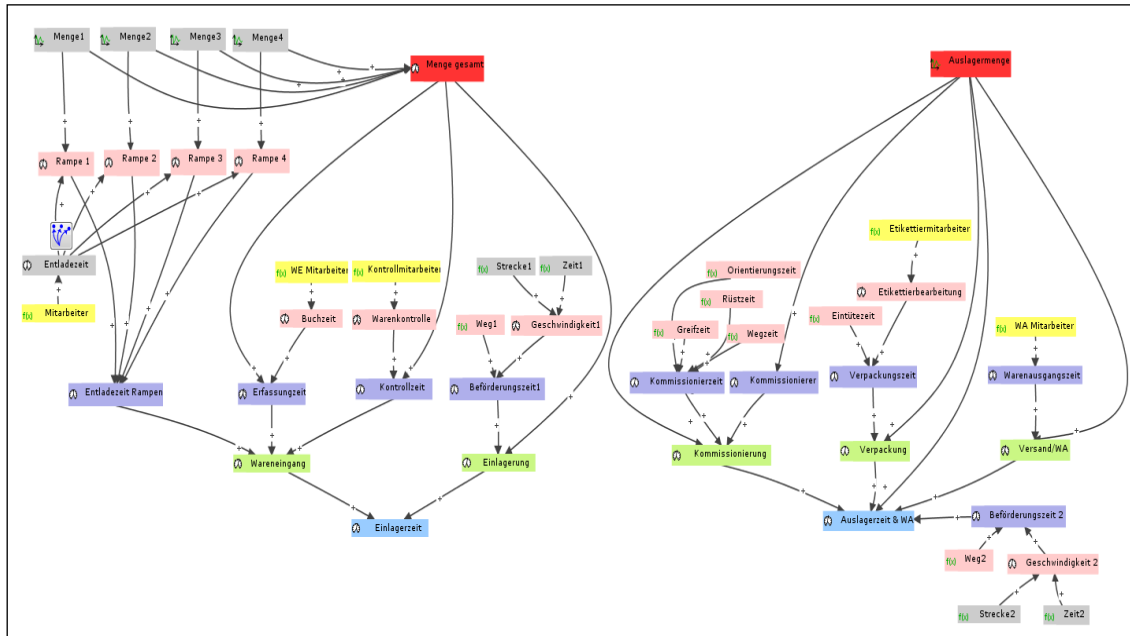 Menge1
Menge2
Menge3
Menge4
Menge gesamt
Auslagermenge
Rampe 1
Rampe 2
Rampe 3
Rampe 4
Entladezeit
f(x) Mitarbeiter
f(x) WE Mitarbeiter
f(x) Kontrollmitarbeiter
f(x) Strecke1
f(x) Zeit1
Buchzeit
Warenkontrolle
f(x) Weg1
Geschwindigkeit1
f(x) Etikettiermitarbeiter
f(x) Orientierungszeit
f(x) Rüstzeit
f(x) Greifzeit
f(x) Wegzeit
Etikettierbearbeitung
f(x) Eintütezeit
f(x) WA Mitarbeiter
Entladezeit Rampen
Erfassungzeit
Kontrollzeit
Beförderungszeit1
Kommissionierzeit
Kommissionierer
Verpackungszeit
Warenausgangszeit
Wareneingang
Einlagerung
Kommissionierung
Verpackung
Versand/WA
Einlagerzeit
Auslagerzeit & WA
Beförderungszeit 2
f(x) Weg2
Geschwindigkeit 2
f(x) Strecke2
f(x) Zeit2